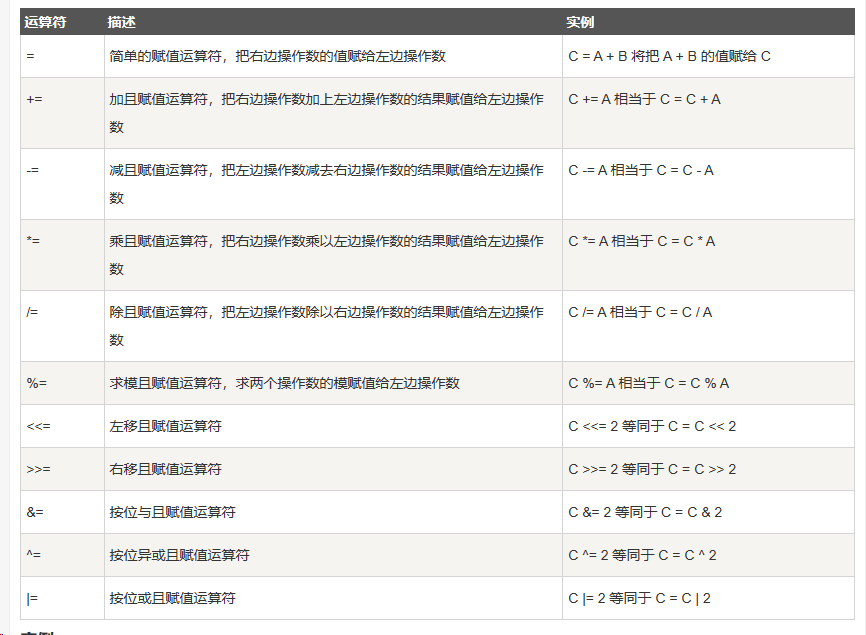 运算符 描述 实例
= 简单的赋值运算符，把右边操作数的值赋给左边操作数 C = A + B 将把 A + B 的值赋给 C
+= 加且赋值运算符，把右边操作数加上左边操作数的结果赋值给左边操作 C += A 相当于 C = C + A
数
-= 减且赋值运算符，把左边操作数减去右边操作数的结果赋值给左边操作 C -= A 相当于 C = C - A
数
*= 乘且赋值运算符，把右边操作数乘以左边操作数的结果赋值给左边操作 C *= A 相当于 C = C * A
数
/= 除且赋值运算符，把左边操作数除以右边操作数的结果赋值给左边操作 C /= A 相当于 C = C / A
数
%= 求模且赋值运算符，求两个操作数的模赋值给左边操作数 C %= A 相当于 C = C % A
<<= 左移且赋值运算符 C <<= 2 等同于 C = C << 2
>>= 右移且赋值运算符 C >>= 2 等同于 C = C >> 2
&= 按位与且赋值运算符 C &= 2 等同于 C = C & 2
^= 按位异或且赋值运算符 C ^= 2 等同于 C = C ^ 2
|= 按位或且赋值运算符 C |= 2 等同于 C = C | 2